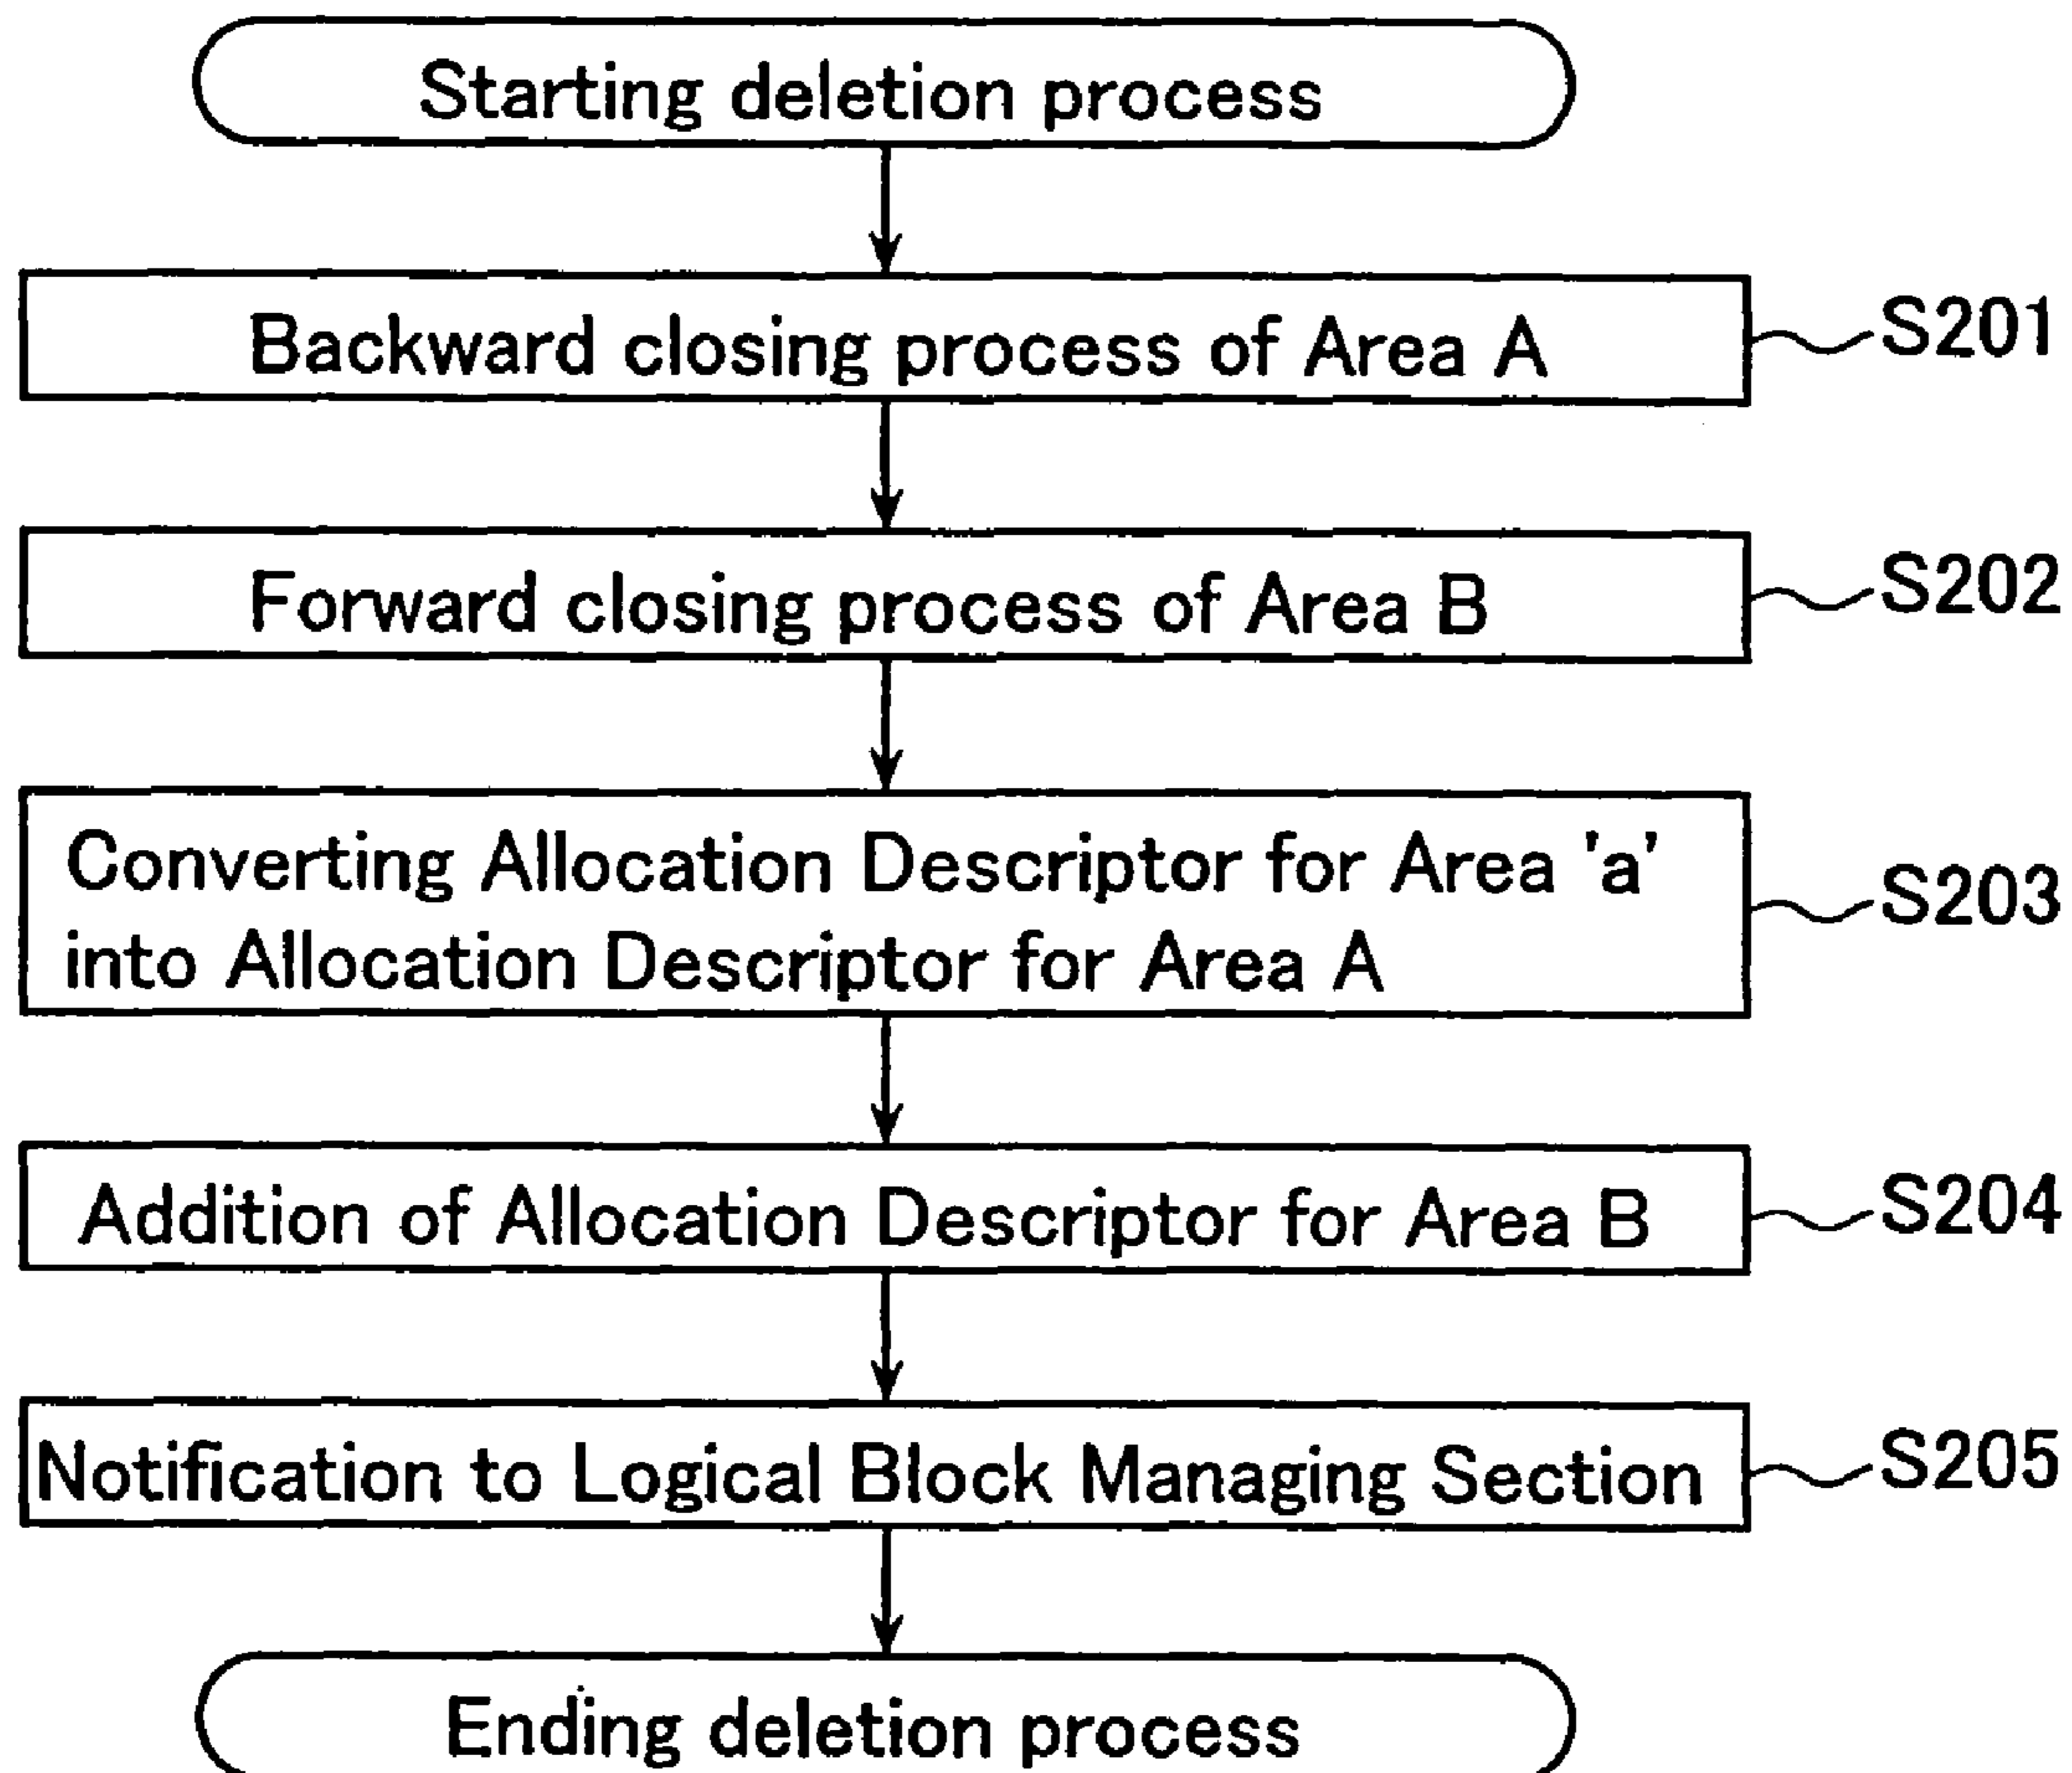 Starting deletion process
Backward closing process of Area A
S201
Forward closing process of Area B
S202
Converting Allocation Descriptor for Area 'a'
into Allocation Descriptor for Area A
S203
Addition of Allocation Descriptor for Area B
S204
Notification to Logical Block Managing Section
S205
Ending deletion process